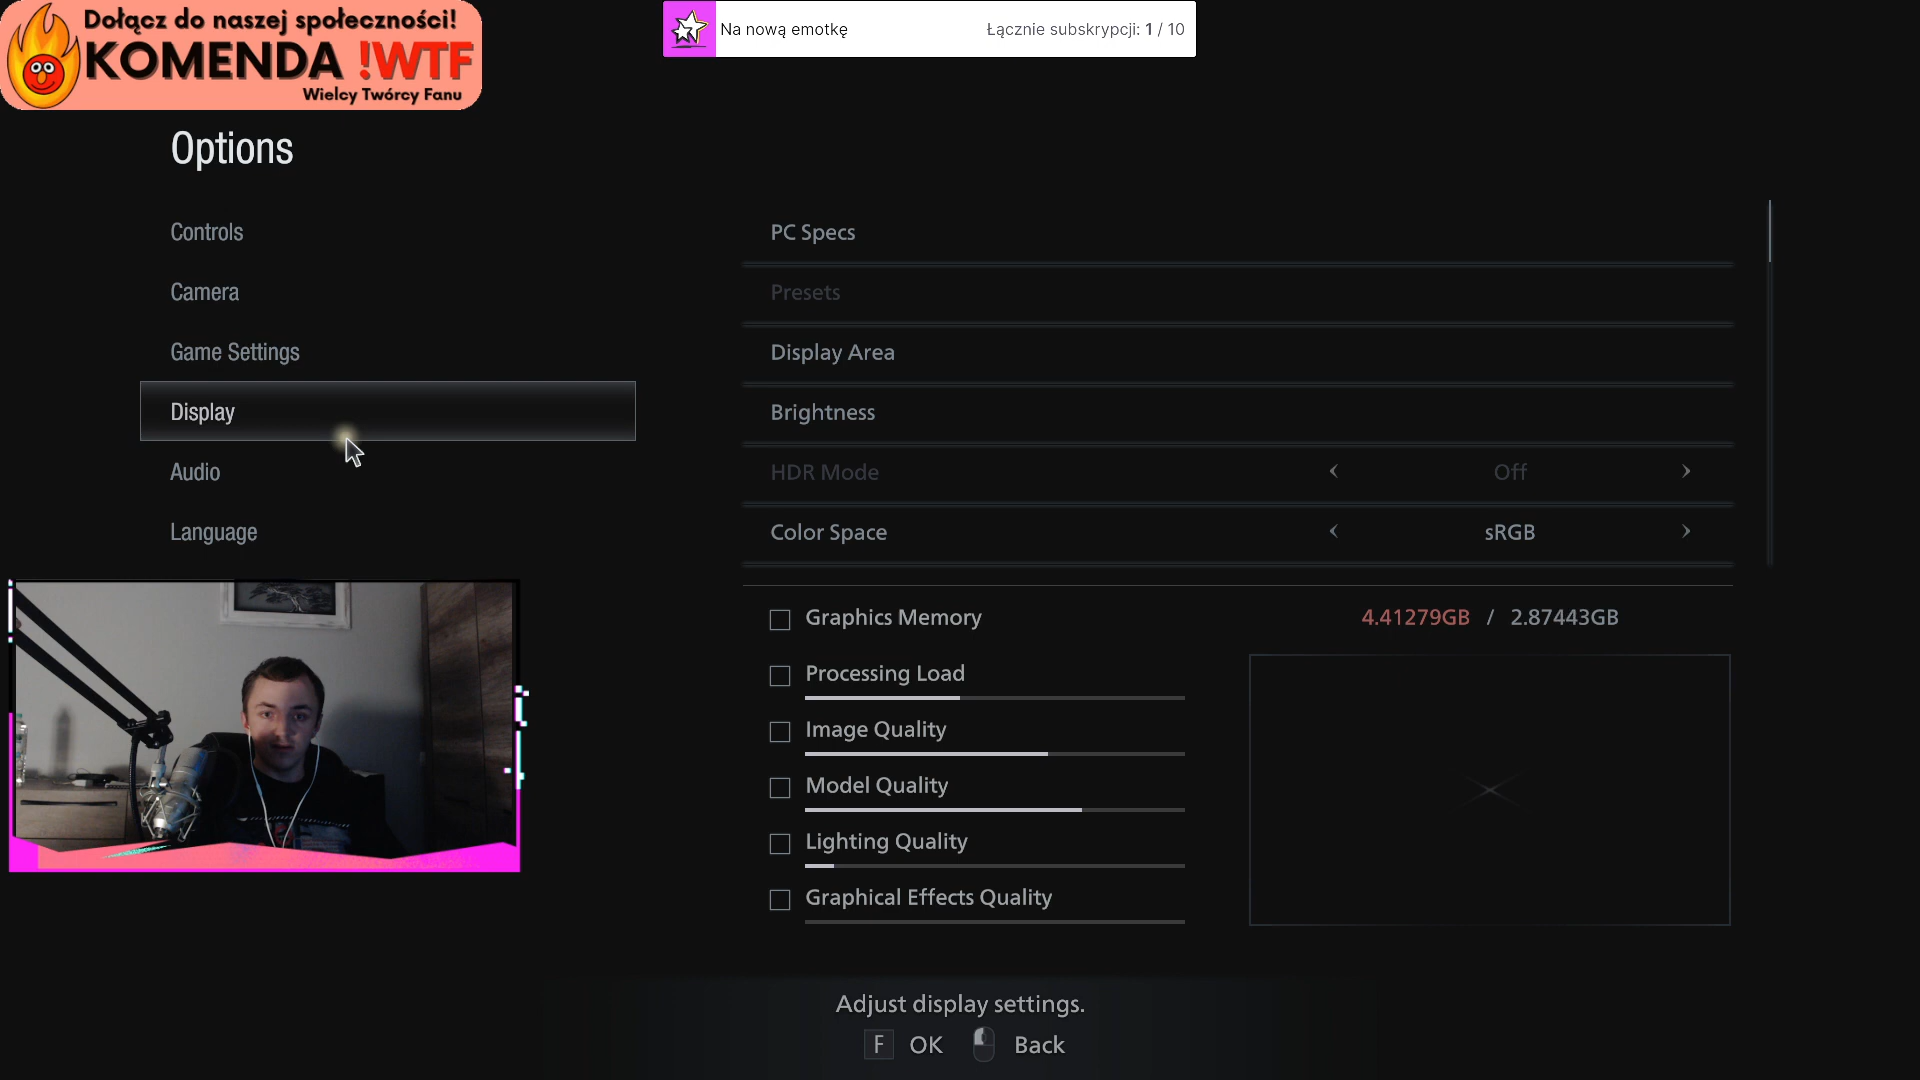 Dołącz do naszej społeczności!
KOMENDA !WTF
Wielcy Twórcy Fanu
Na nową emotkę
Łącznie subskrypcji: 1 / 10
Options
Controls
Camera
Game Settings
Display
Audio
Language
PC Specs
Presets
Display Area
Brightness
HDR Mode < Off >
Color Space < sRGB >
Graphics Memory 4.41279GB / 2.87443GB
Processing Load
Image Quality
Model Quality
Lighting Quality
Graphical Effects Quality
Adjust display settings.
F OK Back